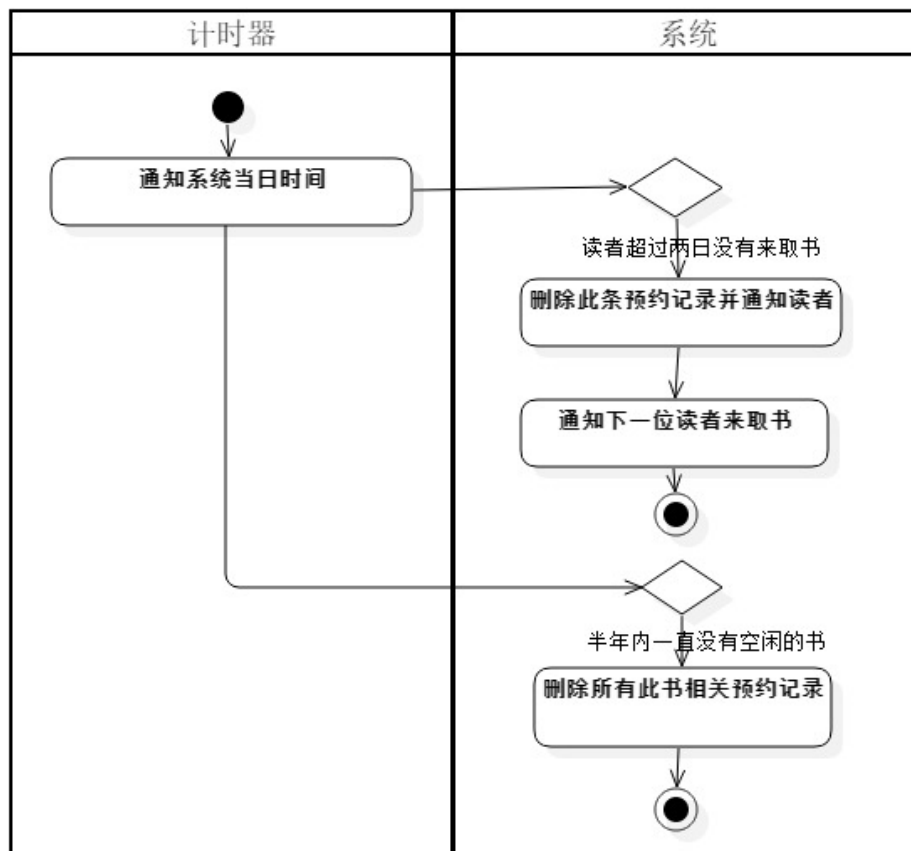 计时器
系统
通知系统当日时间
读者超过两日没有来取书
删除此条预约记录并通知读者
通知下一位读者来取书
半年内一直没有空闲的书
删除所有此书相关预约记录